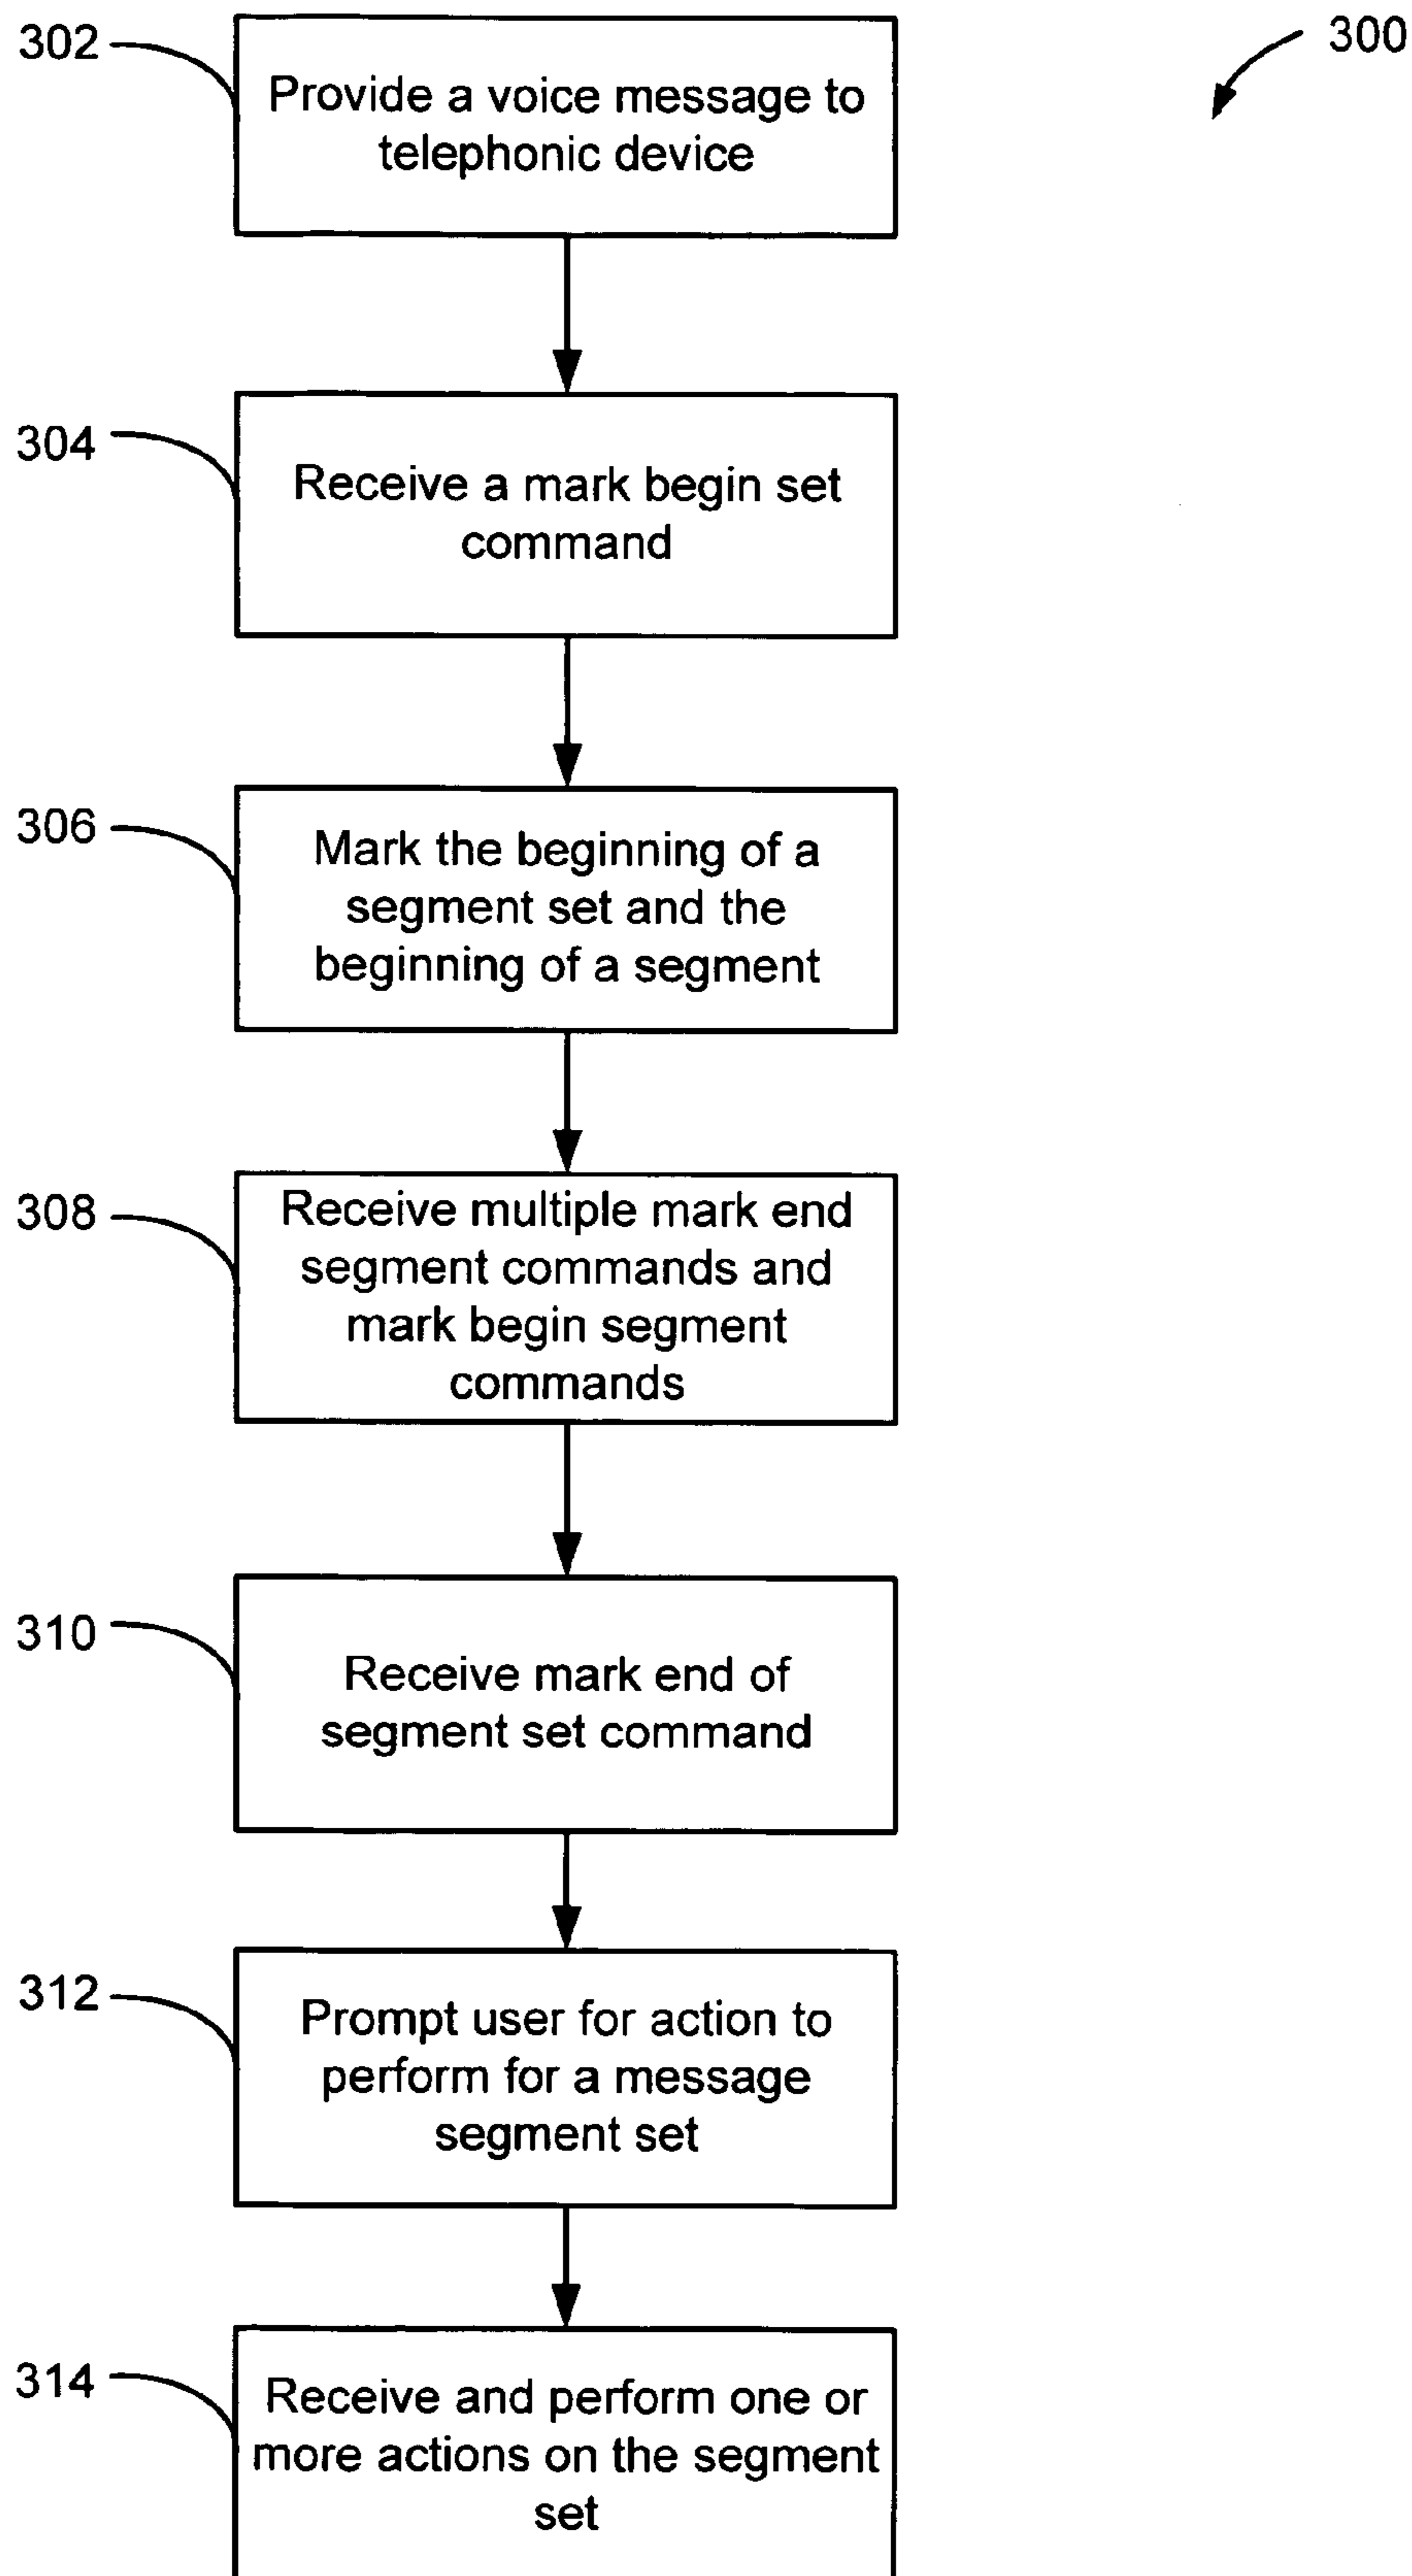 300
302
Provide a voice message to
telephonic device
304
Receive a mark begin set
command
306
Mark the beginning of a
segment set and the
beginning of a segment
308
Receive multiple mark end
segment commands and
mark begin segment
commands
310
Receive mark end of
segment set command
312
Prompt user for action to
perform for a message
segment set
314
Receive and perform one or
more actions on the segment
set